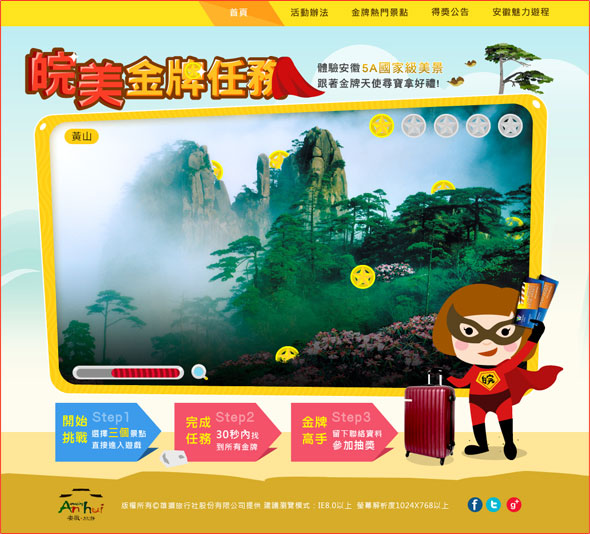 首頁 活動辦法 金牌熱門景點 得獎公告 安徽魅力遊程
皖美金牌任務
體驗安徽5A國家級美景
跟著金牌天使尋寶拿好禮!
黃山
皖
開始挑戰
Step1
選擇三個景點
直接進入遊戲
完成任務
Step2
30秒內找
到所有金牌
金牌高手
Step3
留下聯絡資料
參加抽獎
Amazing
An hui
安徽·旅遊
版權所有©雄獅旅行社股份有限公司提供 建議瀏覽模式：IE8.0以上 螢幕解析度1024X768以上
f
g+